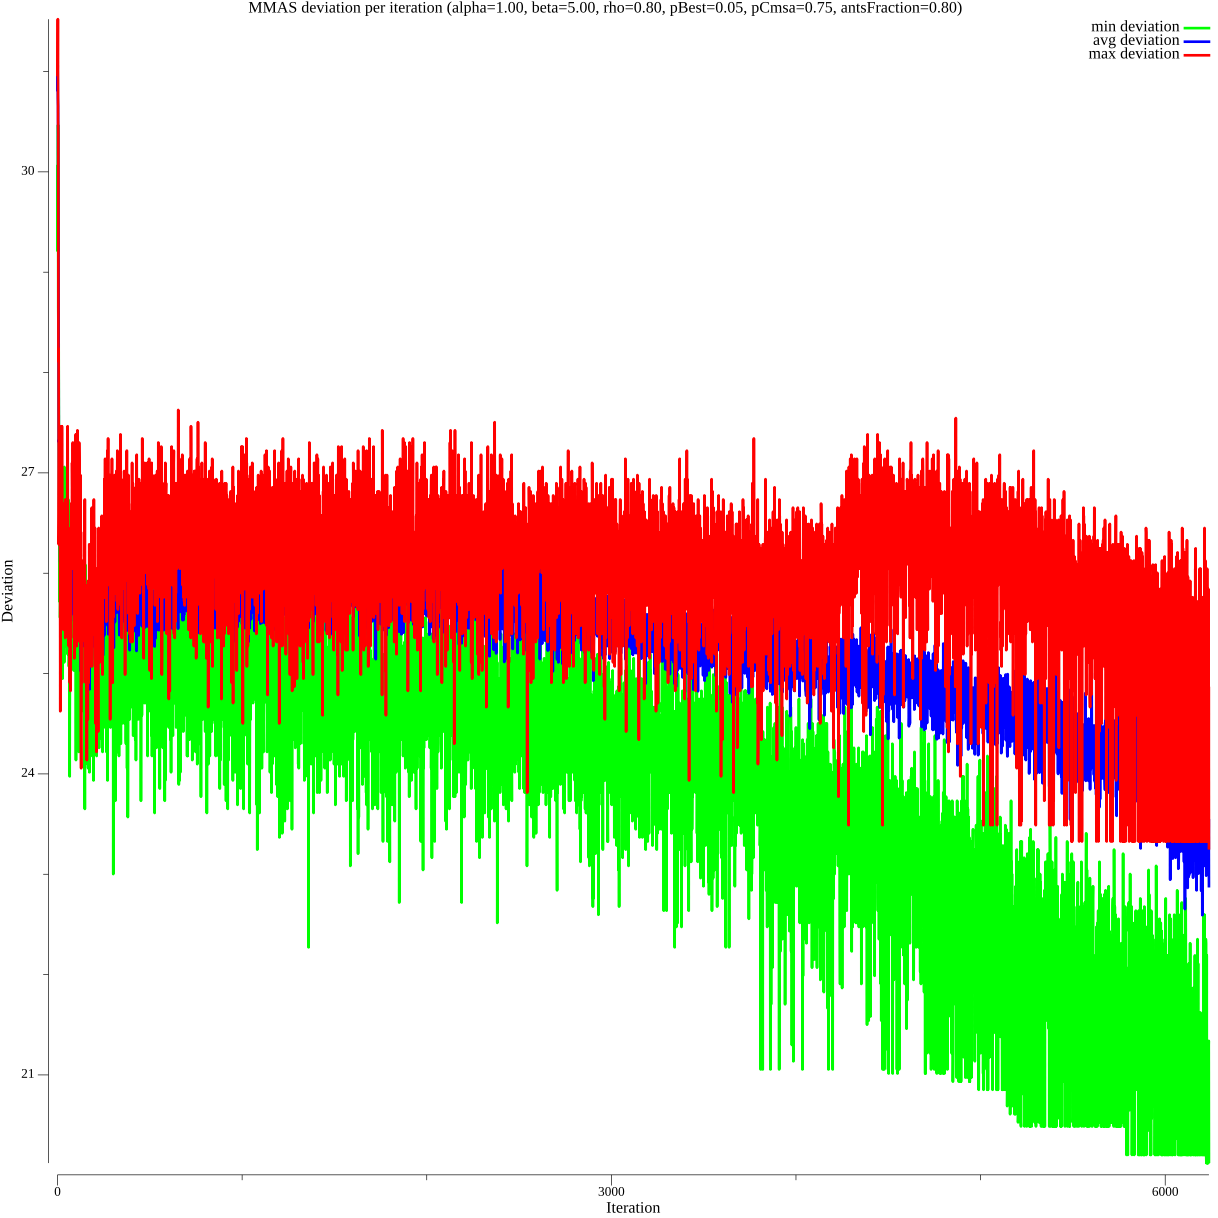 MMAS deviation per iteration (alpha=1.00, beta=5.00, rho=0.80, pBest=0.05, pCmsa=0.75, antsFraction=0.80)
min deviation
avg deviation
max deviation
30
27
24
21
Deviation
0
3000
6000
Iteration